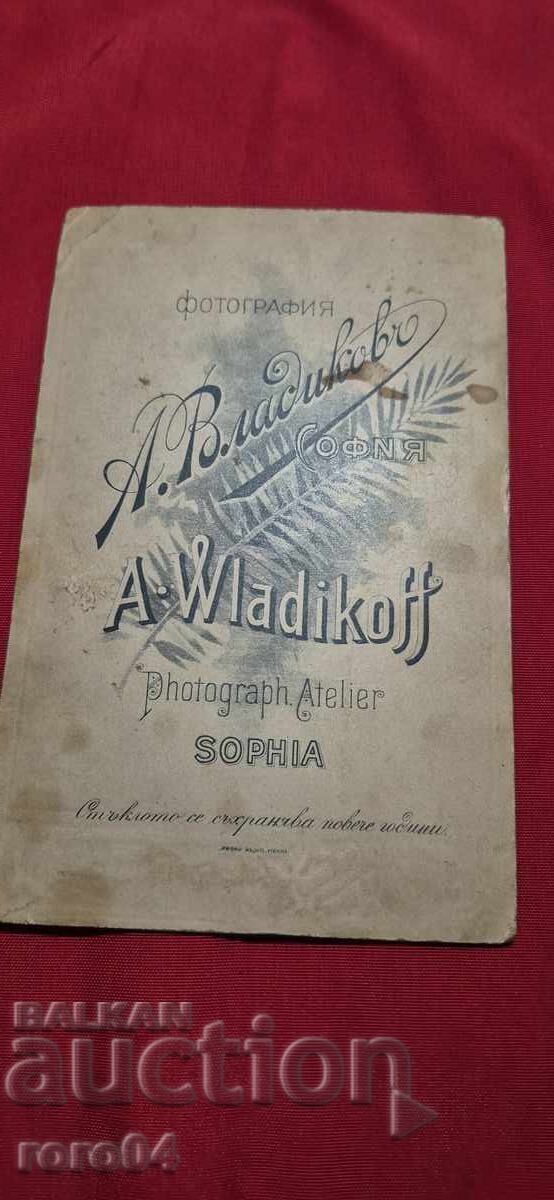 ФОТОГРАФИЯ
А. Владиковъ
СОФИЯ
A. Wladikoff
Photograph. Atelier
SOPHIA
Стъклото се съхранява повече години.
BALKAN
auction
roro04